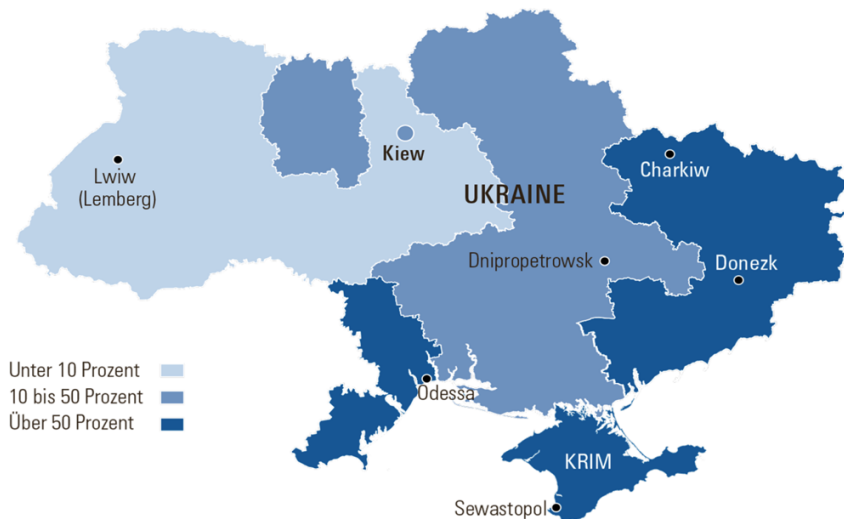 Kiew
Charkiw
Lwiw
(Lemberg)
UKRAINE
Dnipropetrowsk
Donezk
Unter 10 Prozent
10 bis 50 Prozent
Über 50 Prozent
Odessa
KRIM
Sewastopol